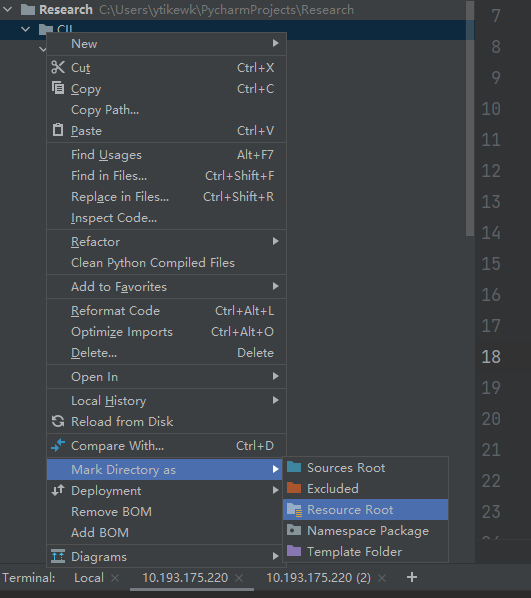 Research C:\Users\ytikewk\PycharmProjects\Research
7
8
9
10
11
12
13
14
15
16
17
18
19
20
21
22
23
New
Cut Ctrl+X
Copy Ctrl+C
Copy Path...
Paste Ctrl+V
Find Usages Alt+F7
Find in Files... Ctrl+Shift+F
Replace in Files... Ctrl+Shift+R
Inspect Code...
Refactor
Clean Python Compiled Files
Add to Favorites
Reformat Code Ctrl+Alt+L
Optimize Imports Ctrl+Alt+O
Delete... Delete
Open In
Local History
Reload from Disk
Compare With... Ctrl+D
Mark Directory as
Deployment
Remove BOM
Add BOM
Diagrams
Sources Root
Excluded
Resource Root
Namespace Package
Template Folder
Terminal: Local × 10.193.175.220 × 10.193.175.220 (2) × +